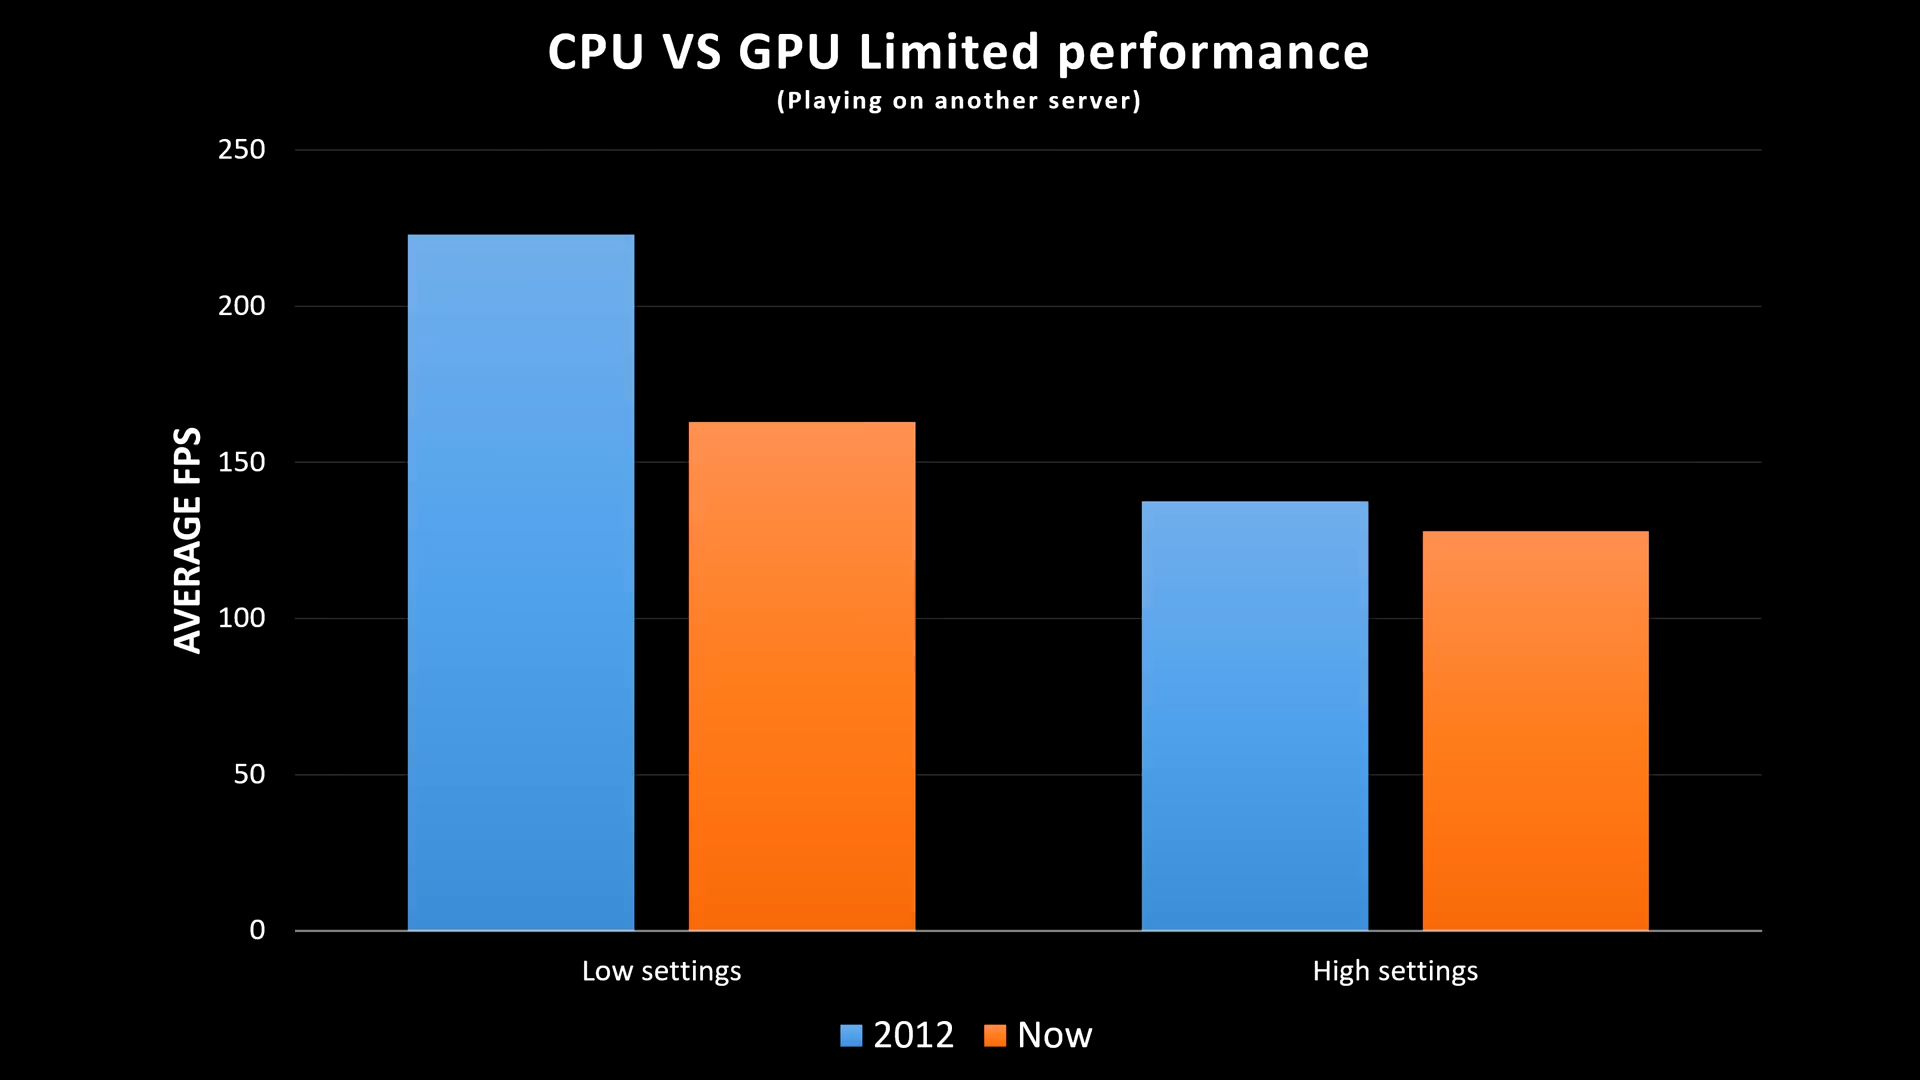 CPU VS GPU Limited performance
(Playing on another server)
250
200
150
100
50
0
AVERAGE FPS
Low settings
High settings
2012
Now